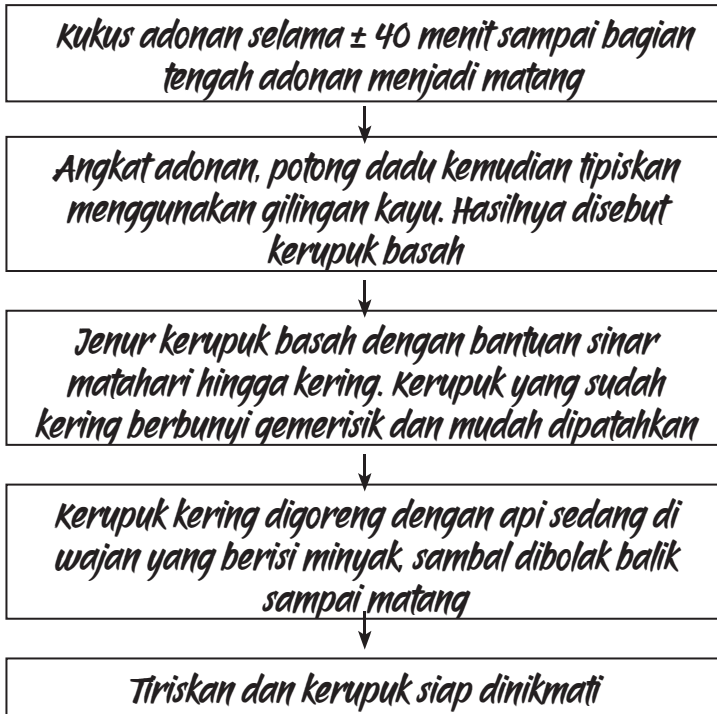 Kukus adonan selama ± 40 menit sampai bagian
tengah adonan menjadi matang
Angkat adonan, potong dadu kemudian tipiskan
menggunakan gilingan kayu. Hasilnya disebut
kerupuk basah
Jenur kerupuk basah dengan bantuan sinar
matahari hingga kering. Kerupuk yang sudah
kering berbunyi gemerisik dan mudah dipatahkan
Kerupuk kering digoreng dengan api sedang di
wajan yang berisi minyak, sambal dibolak balik
sampai matang
Tiriskan dan kerupuk siap dinikmati